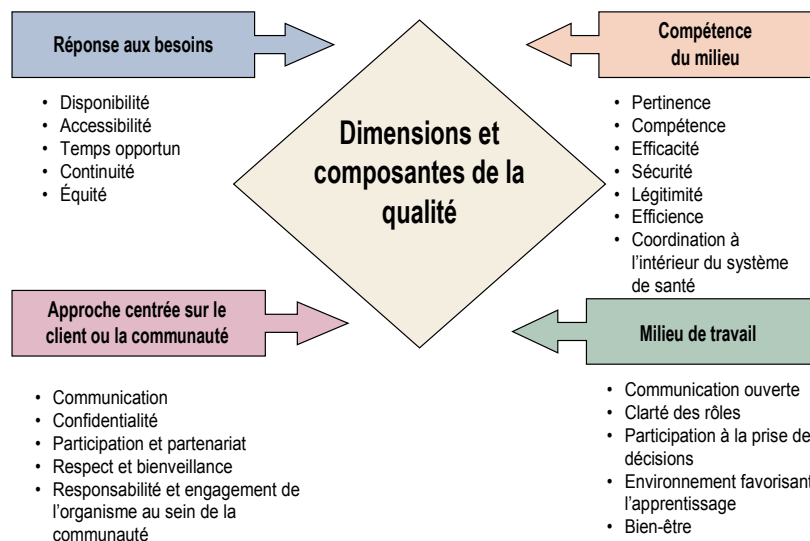 Réponse aux besoins
• Disponibilité
• Accessibilité
• Temps opportun
• Continuité
• Équité
Dimensions et
composantes de la
qualité
Compétence
du milieu
• Pertinence
• Compétence
• Efficacité
• Sécurité
• Légitimité
• Efficience
• Coordination à
l’intérieur du système
de santé
Approche centrée sur le
client ou la communauté
• Communication
• Confidentialité
• Participation et partenariat
• Respect et bienveillance
• Responsabilité et engagement de
l’organisme au sein de la
communauté
Milieu de travail
• Communication ouverte
• Clarté des rôles
• Participation à la prise de
décisions
• Environnement favorisant
l’apprentissage
• Bien-être